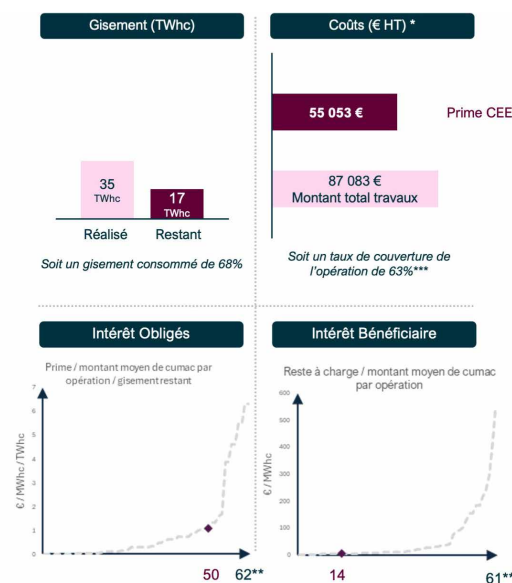 Gisement (TWhc)
35
TWhc
17
TWhc
Réalisé
Restant
Soit un gisement consommé de 68%
Coûts (€ HT) *
55 053 €
Prime CEE
87 083 €
Montant total travaux
Soit un taux de couverture de
l'opération de 63%***
Intérêt Obligés
Prime / montant moyen de cumac par
opération / gisement restant
7
6
5
4
3
2
1
0
€ / MWhc / TWhc
50
62**
Intérêt Bénéficiaire
Reste à charge / montant moyen de cumac
par opération
600
500
400
300
200
100
0
€ / MWhc
14
61**